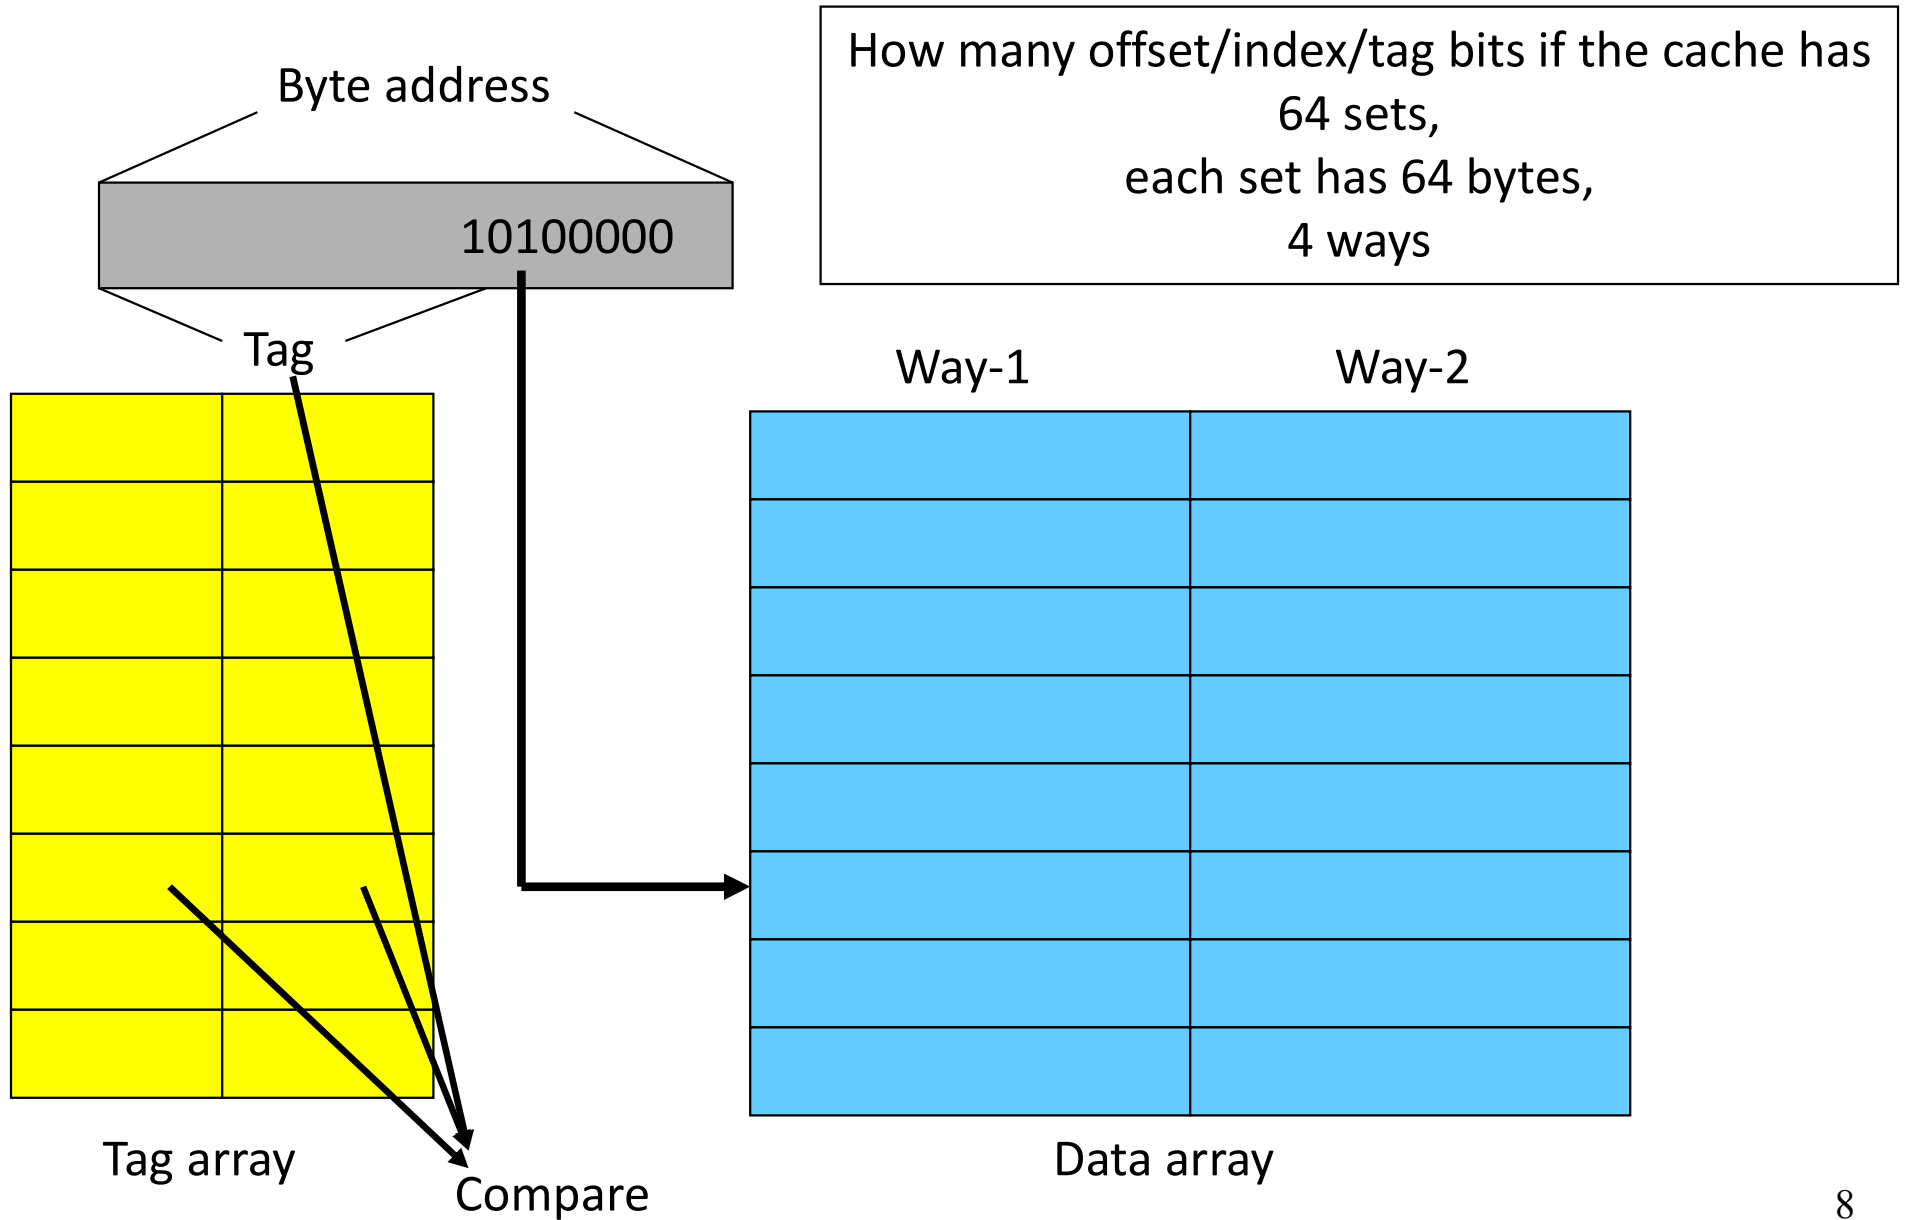 Byte address
How many offset/index/tag bits if the cache has
64 sets,
each set has 64 bytes,
4 ways
10100000
Tag
Way-1
Way-2
Tag array
Compare
Data array
8